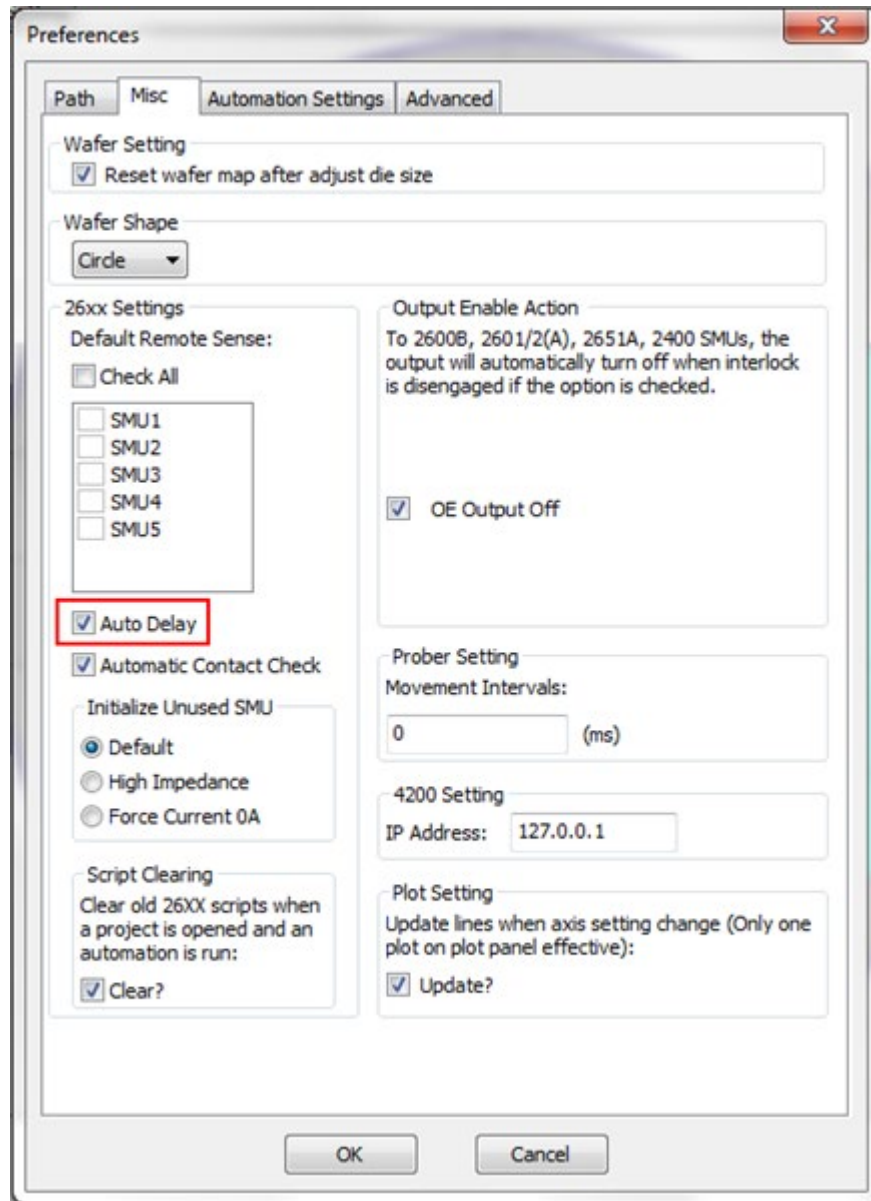 Preferences
Path Misc Automation Settings Advanced
Wafer Setting
Reset wafer map after adjust die size
Wafer Shape
Circle
26xx Settings
Default Remote Sense:
Check All
SMU1
SMU2
SMU3
SMU4
SMU5
Auto Delay
Automatic Contact Check
Initialize Unused SMU
Default
High Impedance
Force Current 0A
Script Clearing
Clear old 26XX scripts when
a project is opened and an
automation is run:
Clear?
Output Enable Action
To 2600B, 2601/2(A), 2651A, 2400 SMUs, the
output will automatically turn off when interlock
is disengaged if the option is checked.
OE Output Off
Prober Setting
Movement Intervals:
0 (ms)
4200 Setting
IP Address: 127.0.0.1
Plot Setting
Update lines when axis setting change (Only one
plot on plot panel effective):
Update?
OK Cancel